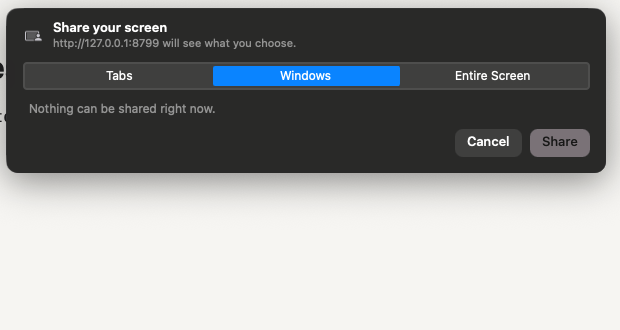 Share your screen
http://127.0.0.1:8799 will see what you choose.
Tabs
Windows
Entire Screen
Nothing can be shared right now.
Cancel
Share